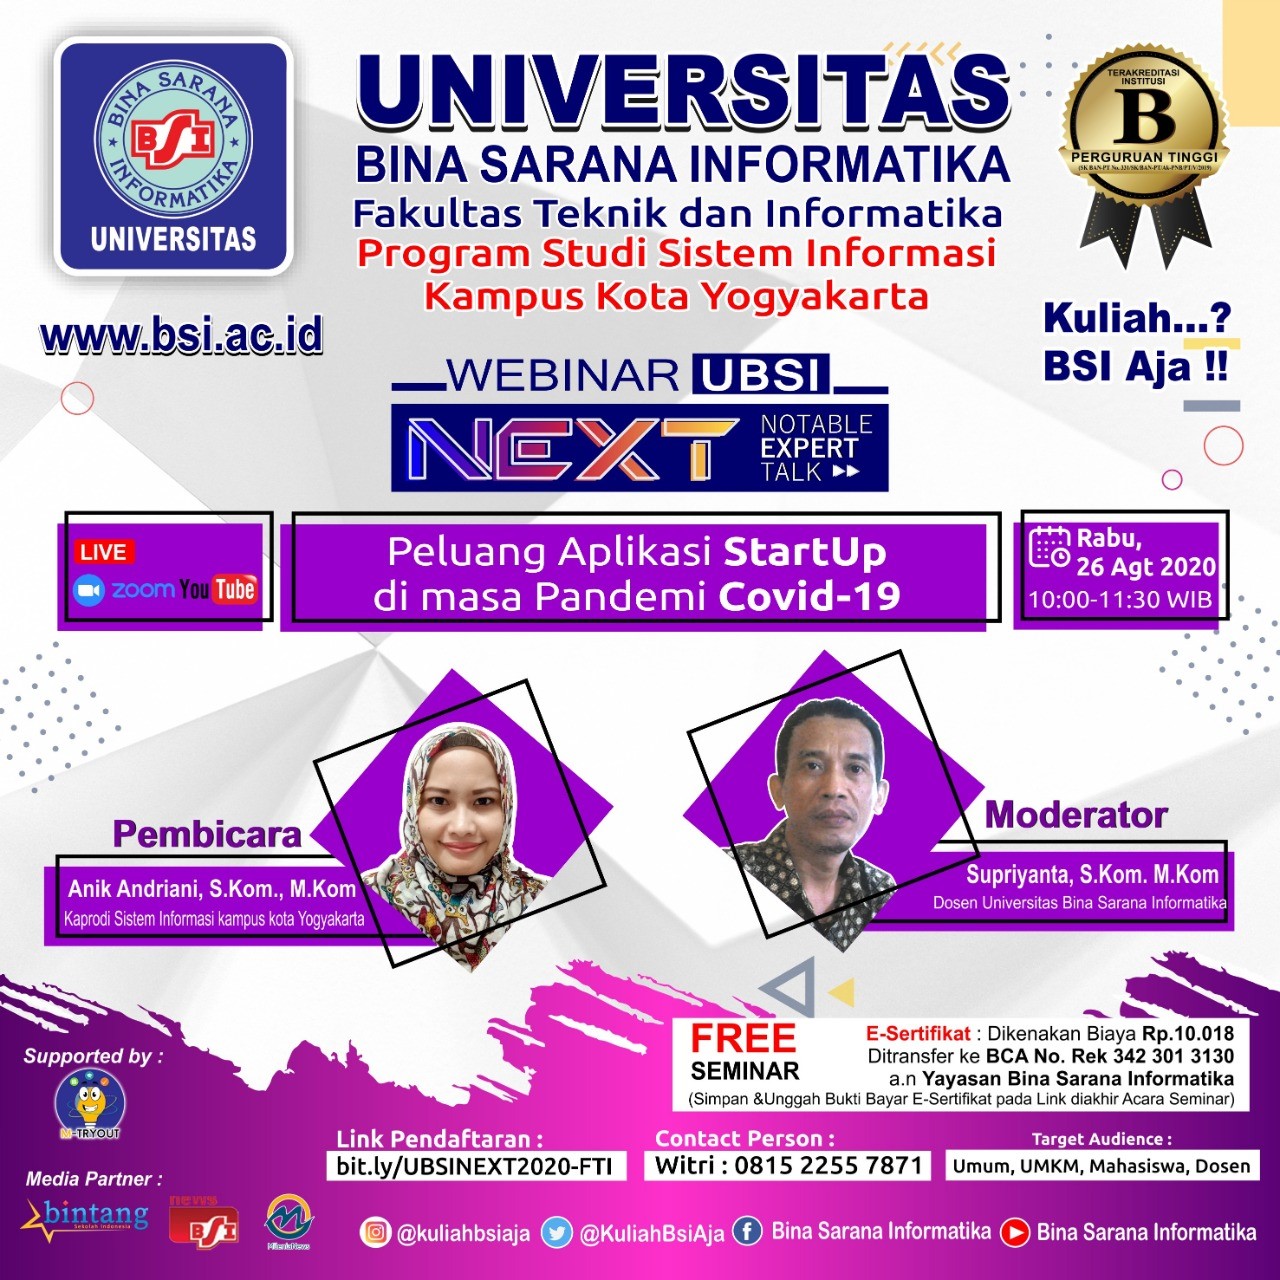 BINA SARANA
BSI
INFORMATIKA
UNIVERSITAS
www.bsi.ac.id
UNIVERSITAS
BINA SARANA INFORMATIKA
Fakultas Teknik dan Informatika
Program Studi Sistem Informasi
Kampus Kota Yogyakarta
TERAKREDITASI
INSTITUSI
B
PERGURUAN TINGGI
Kuliah...?
BSI Aja !!
WEBINAR UBSI
NEXT
NOTABLE
EXPERT
TALK
LIVE
zoom YouTube
Peluang Aplikasi StartUp
di masa Pandemi Covid-19
Rabu,
26 Agt 2020
10:00-11:30 WIB
Pembicara
Anik Andriani, S.Kom., M.Kom
Kaprodi Sistem Informasi kampus kota Yogyakarta
Moderator
Supriyanta, S.Kom. M.Kom
Dosen Universitas Bina Sarana Informatika
FREE
SEMINAR
E-Sertifikat : Dikenakan Biaya Rp.10.018
Ditransfer ke BCA No. Rek 342 301 3130
a.n Yayasan Bina Sarana Informatika
(Simpan &Unggah Bukti Bayar E-Sertifikat pada Link diakhir Acara Seminar)
Supported by :
-TRYOUT
Link Pendaftaran :
bit.ly/UBSINEXT2020-FTI
Contact Person :
Witri : 0815 2255 7871
Target Audience :
Umum, UMKM, Mahasiswa, Dosen
Media Partner :
bintang
Sekolah Indonesia
news
BSI
MileniaNews
@kuliahbsiaja
@KuliahBsiAja
Bina Sarana Informatika
Bina Sarana Informatika